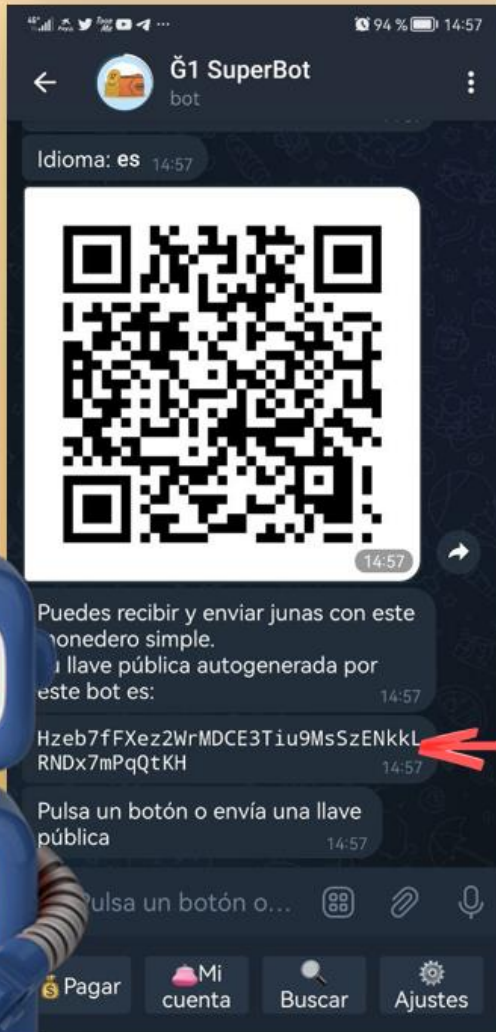 94 % 14:57
Ğ1 SuperBot
bot
Idioma: es 14:57
14:57
Puedes recibir y enviar junas con este
monedero simple.
llave pública autogenerada por
este bot es: 14:57
Hzeb7fFXez2WrMDCE3Tiu9MsSzENkkL
RNDx7mPqQtKH 14:57
Pulsa un botón o envía una llave
pública 14:57
Pulsa un botón o...
Pagar
Mi
cuenta
Buscar
Ajustes